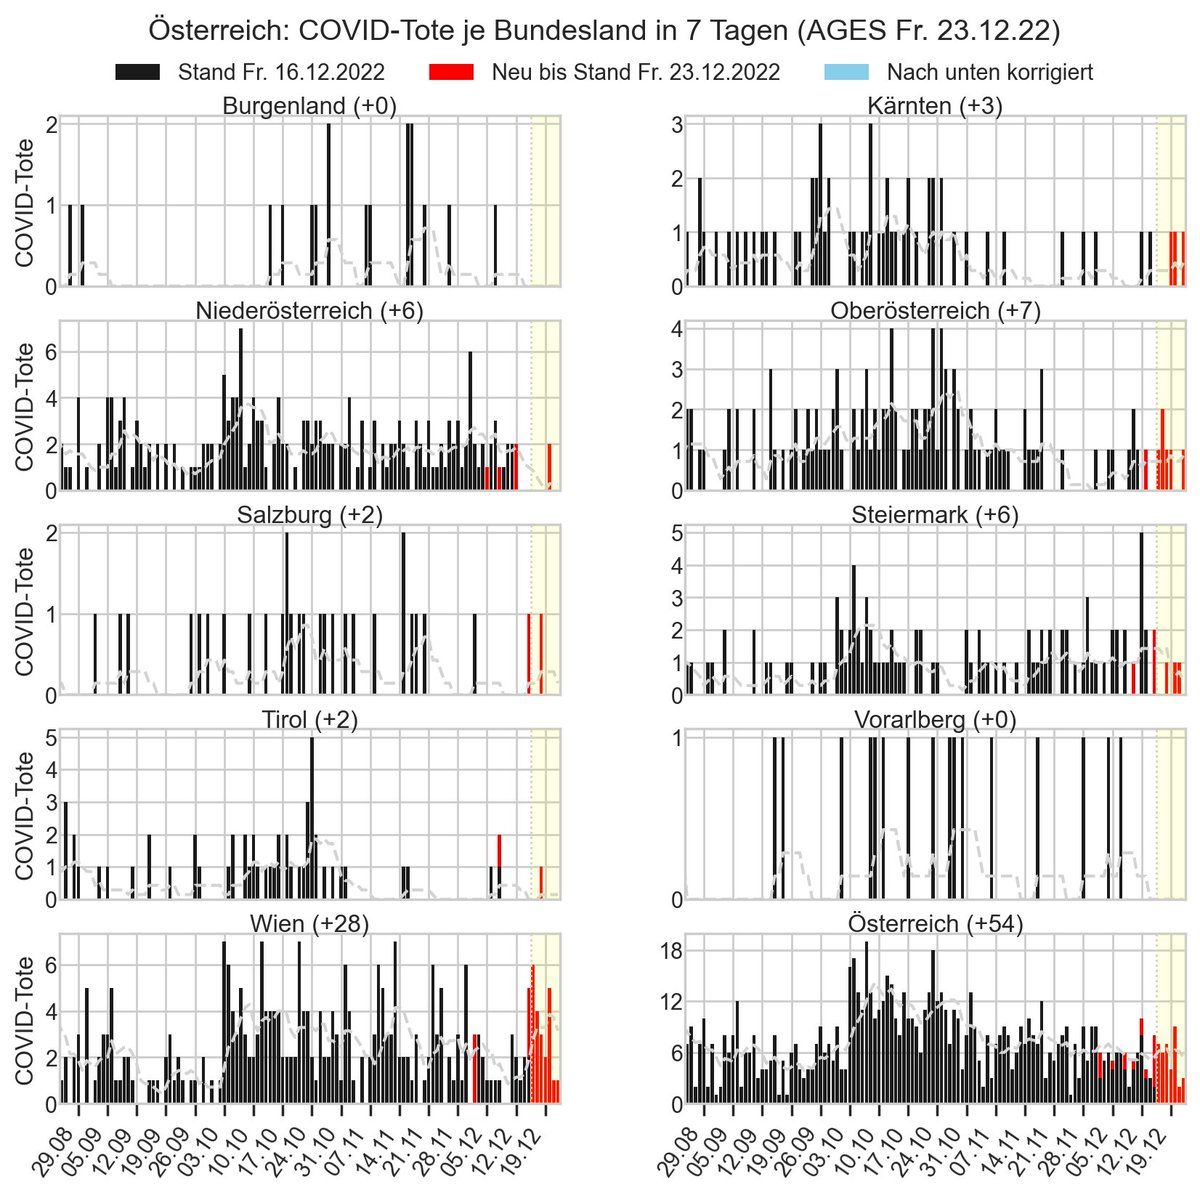 Österreich: COVID-Tote je Bundesland in 7 Tagen (AGES Fr. 23.12.22)
Stand Fr. 16.12.2022 Neu bis Stand Fr. 23.12.2022 Nach unten korrigiert
Burgenland (+0)
COVID-Tote
2
1
0
Kärnten (+3)
3
2
1
0
Niederösterreich (+6)
COVID-Tote
6
4
2
0
Oberösterreich (+7)
4
3
2
1
0
Salzburg (+2)
COVID-Tote
2
1
0
Steiermark (+6)
5
4
3
2
1
0
Tirol (+2)
COVID-Tote
5
4
3
2
1
0
Vorarlberg (+0)
1
0
Wien (+28)
COVID-Tote
6
4
2
0
29.08 05.09 12.09 19.09 26.09 03.10 10.10 17.10 24.10 31.10 07.11 14.11 21.11 28.11 05.12 12.12 19.12
Österreich (+54)
18
12
6
0
29.08 05.09 12.09 19.09 26.09 03.10 10.10 17.10 24.10 31.10 07.11 14.11 21.11 28.11 05.12 12.12 19.12